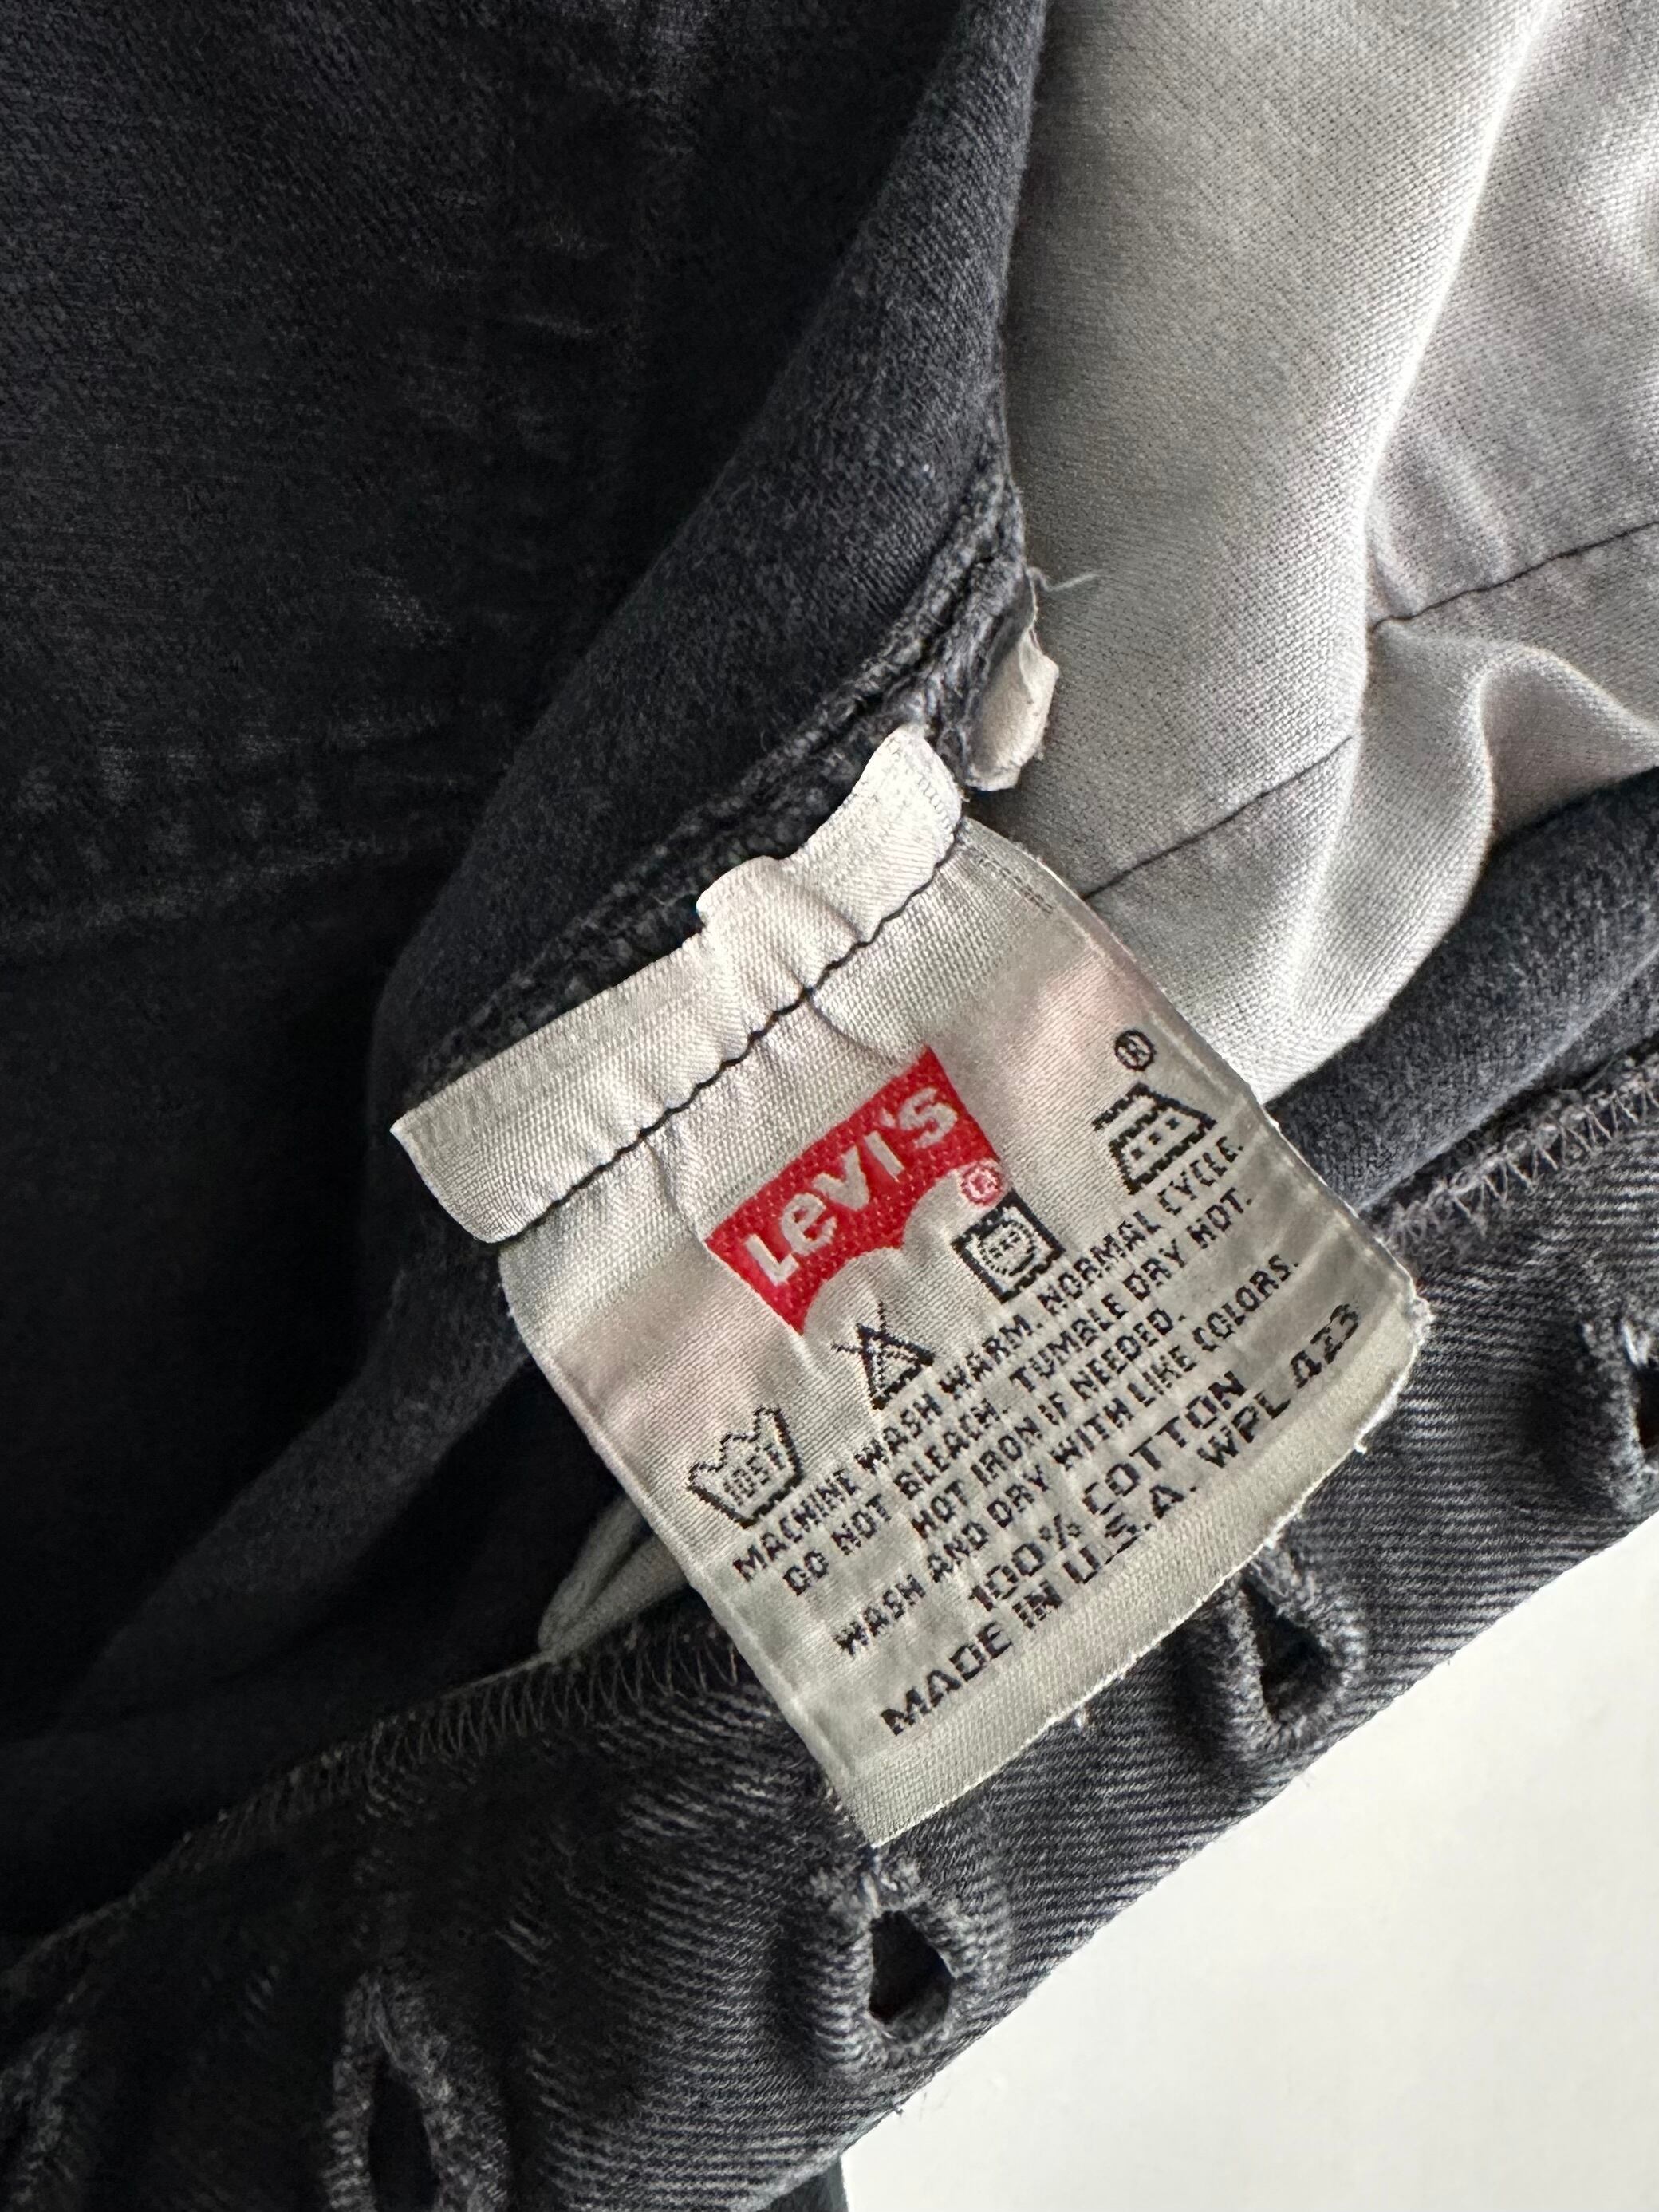 Levi's ®
®
105F
MACHINE WASH WARM. NORMAL CYCLE.
DO NOT BLEACH. TUMBLE DRY HOT.
HOT IRON IF NEEDED.
WASH AND DRY WITH LIKE COLORS.
100% COTTON
MADE IN U.S.A. WPL 423